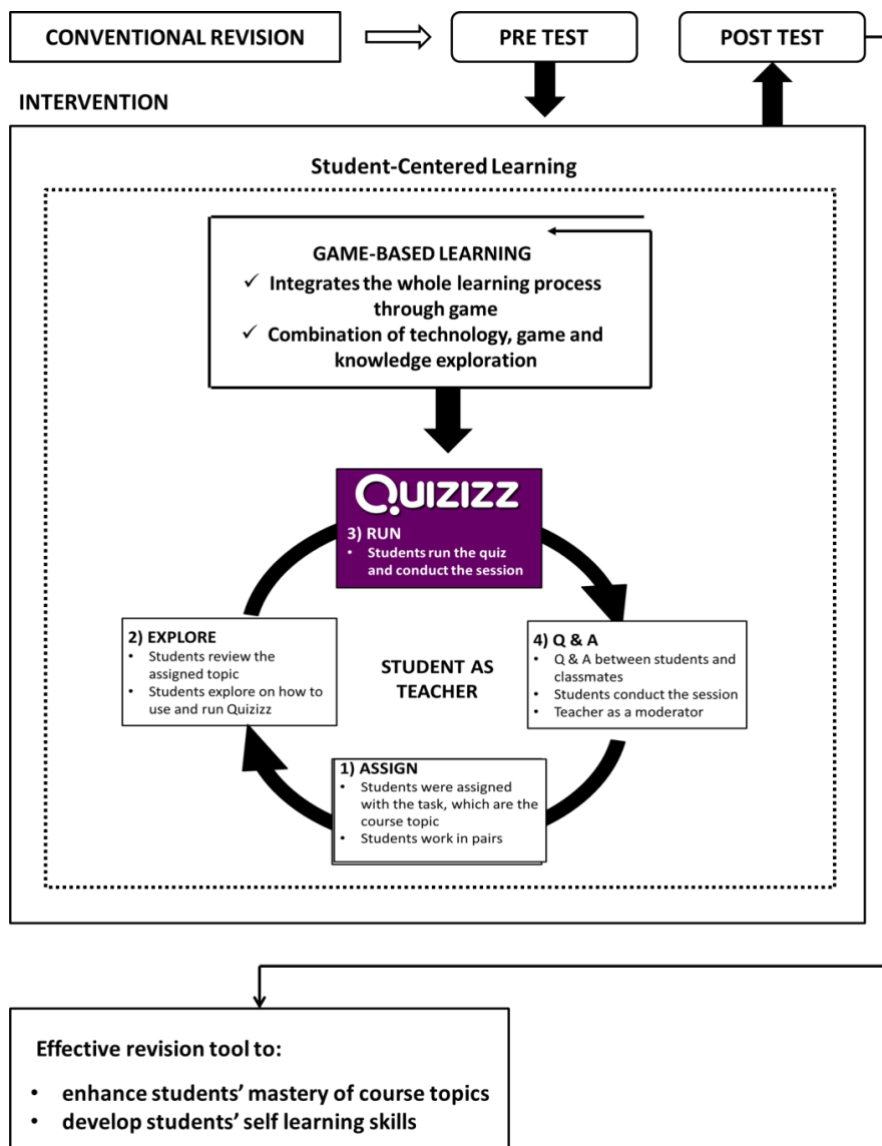 CONVENTIONAL REVISION
PRE TEST
POST TEST
INTERVENTION
Student-Centered Learning
GAME-BASED LEARNING
✓ Integrates the whole learning process
through game
✓ Combination of technology, game and
knowledge exploration
QUIZIZZ
3) RUN
• Students run the quiz
and conduct the session
2) EXPLORE
• Students review the
assigned topic
• Students explore on how to
use and run Quizizz
STUDENT AS
TEACHER
4) Q & A
• Q & A between students and
classmates
• Students conduct the session
• Teacher as a moderator
1) ASSIGN
• Students were assigned
with the task, which are the
course topic
• Students work in pairs
Effective revision tool to:
• enhance students’ mastery of course topics
• develop students’ self learning skills